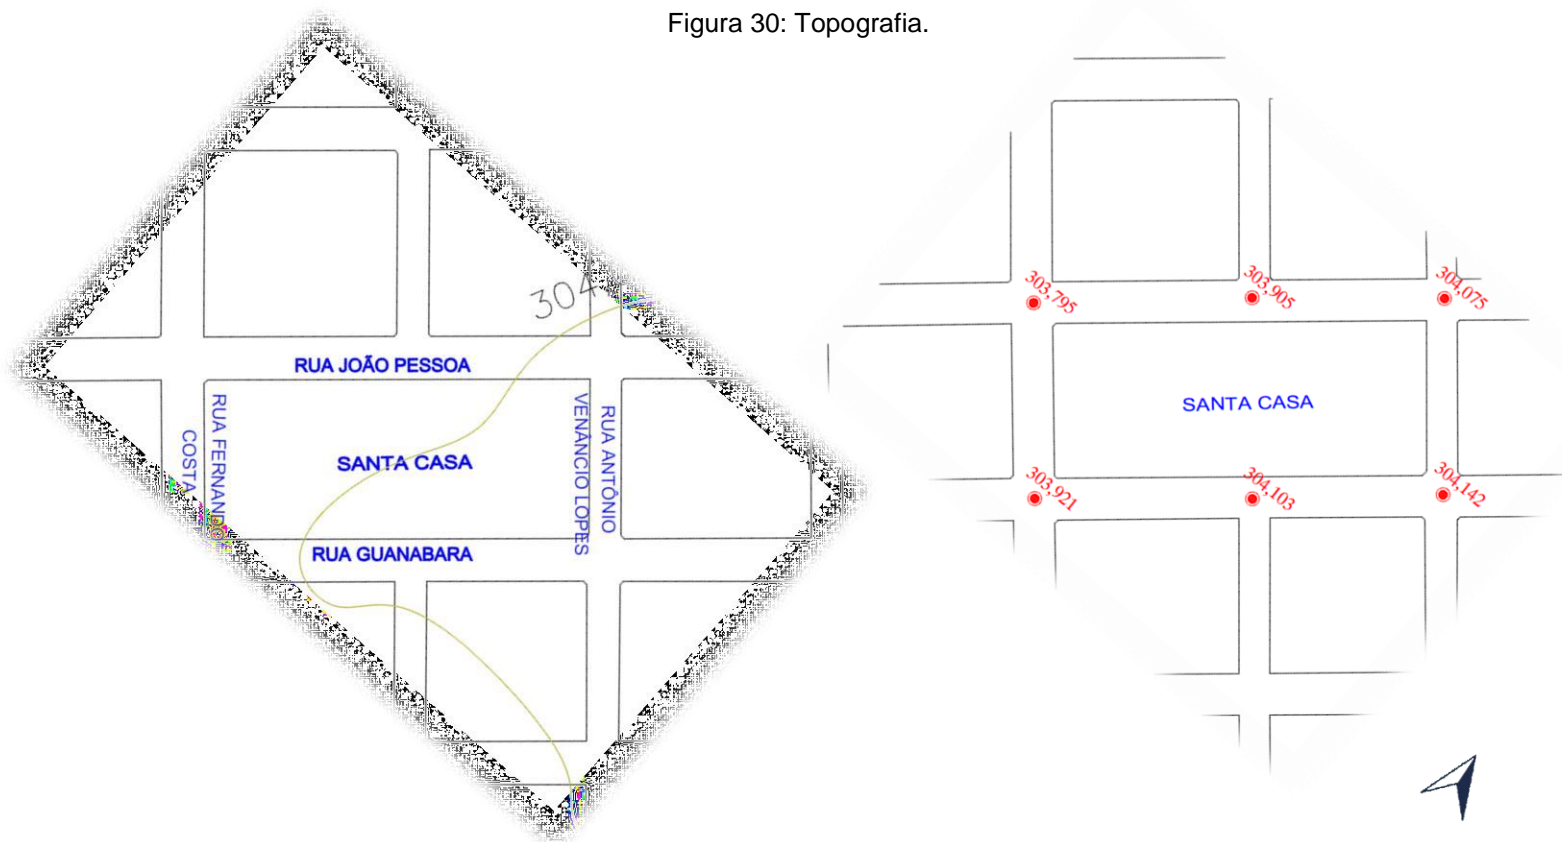 Figura 30: Topografia.
304
RUA JOÃO PESSOA
RUA FERNANDO
COSTA
SANTA CASA
VENÂNCIO LOPES
RUA ANTÔNIO
RUA GUANABARA
303,795
303,905
304,075
SANTA CASA
303,921
304,103
304,142